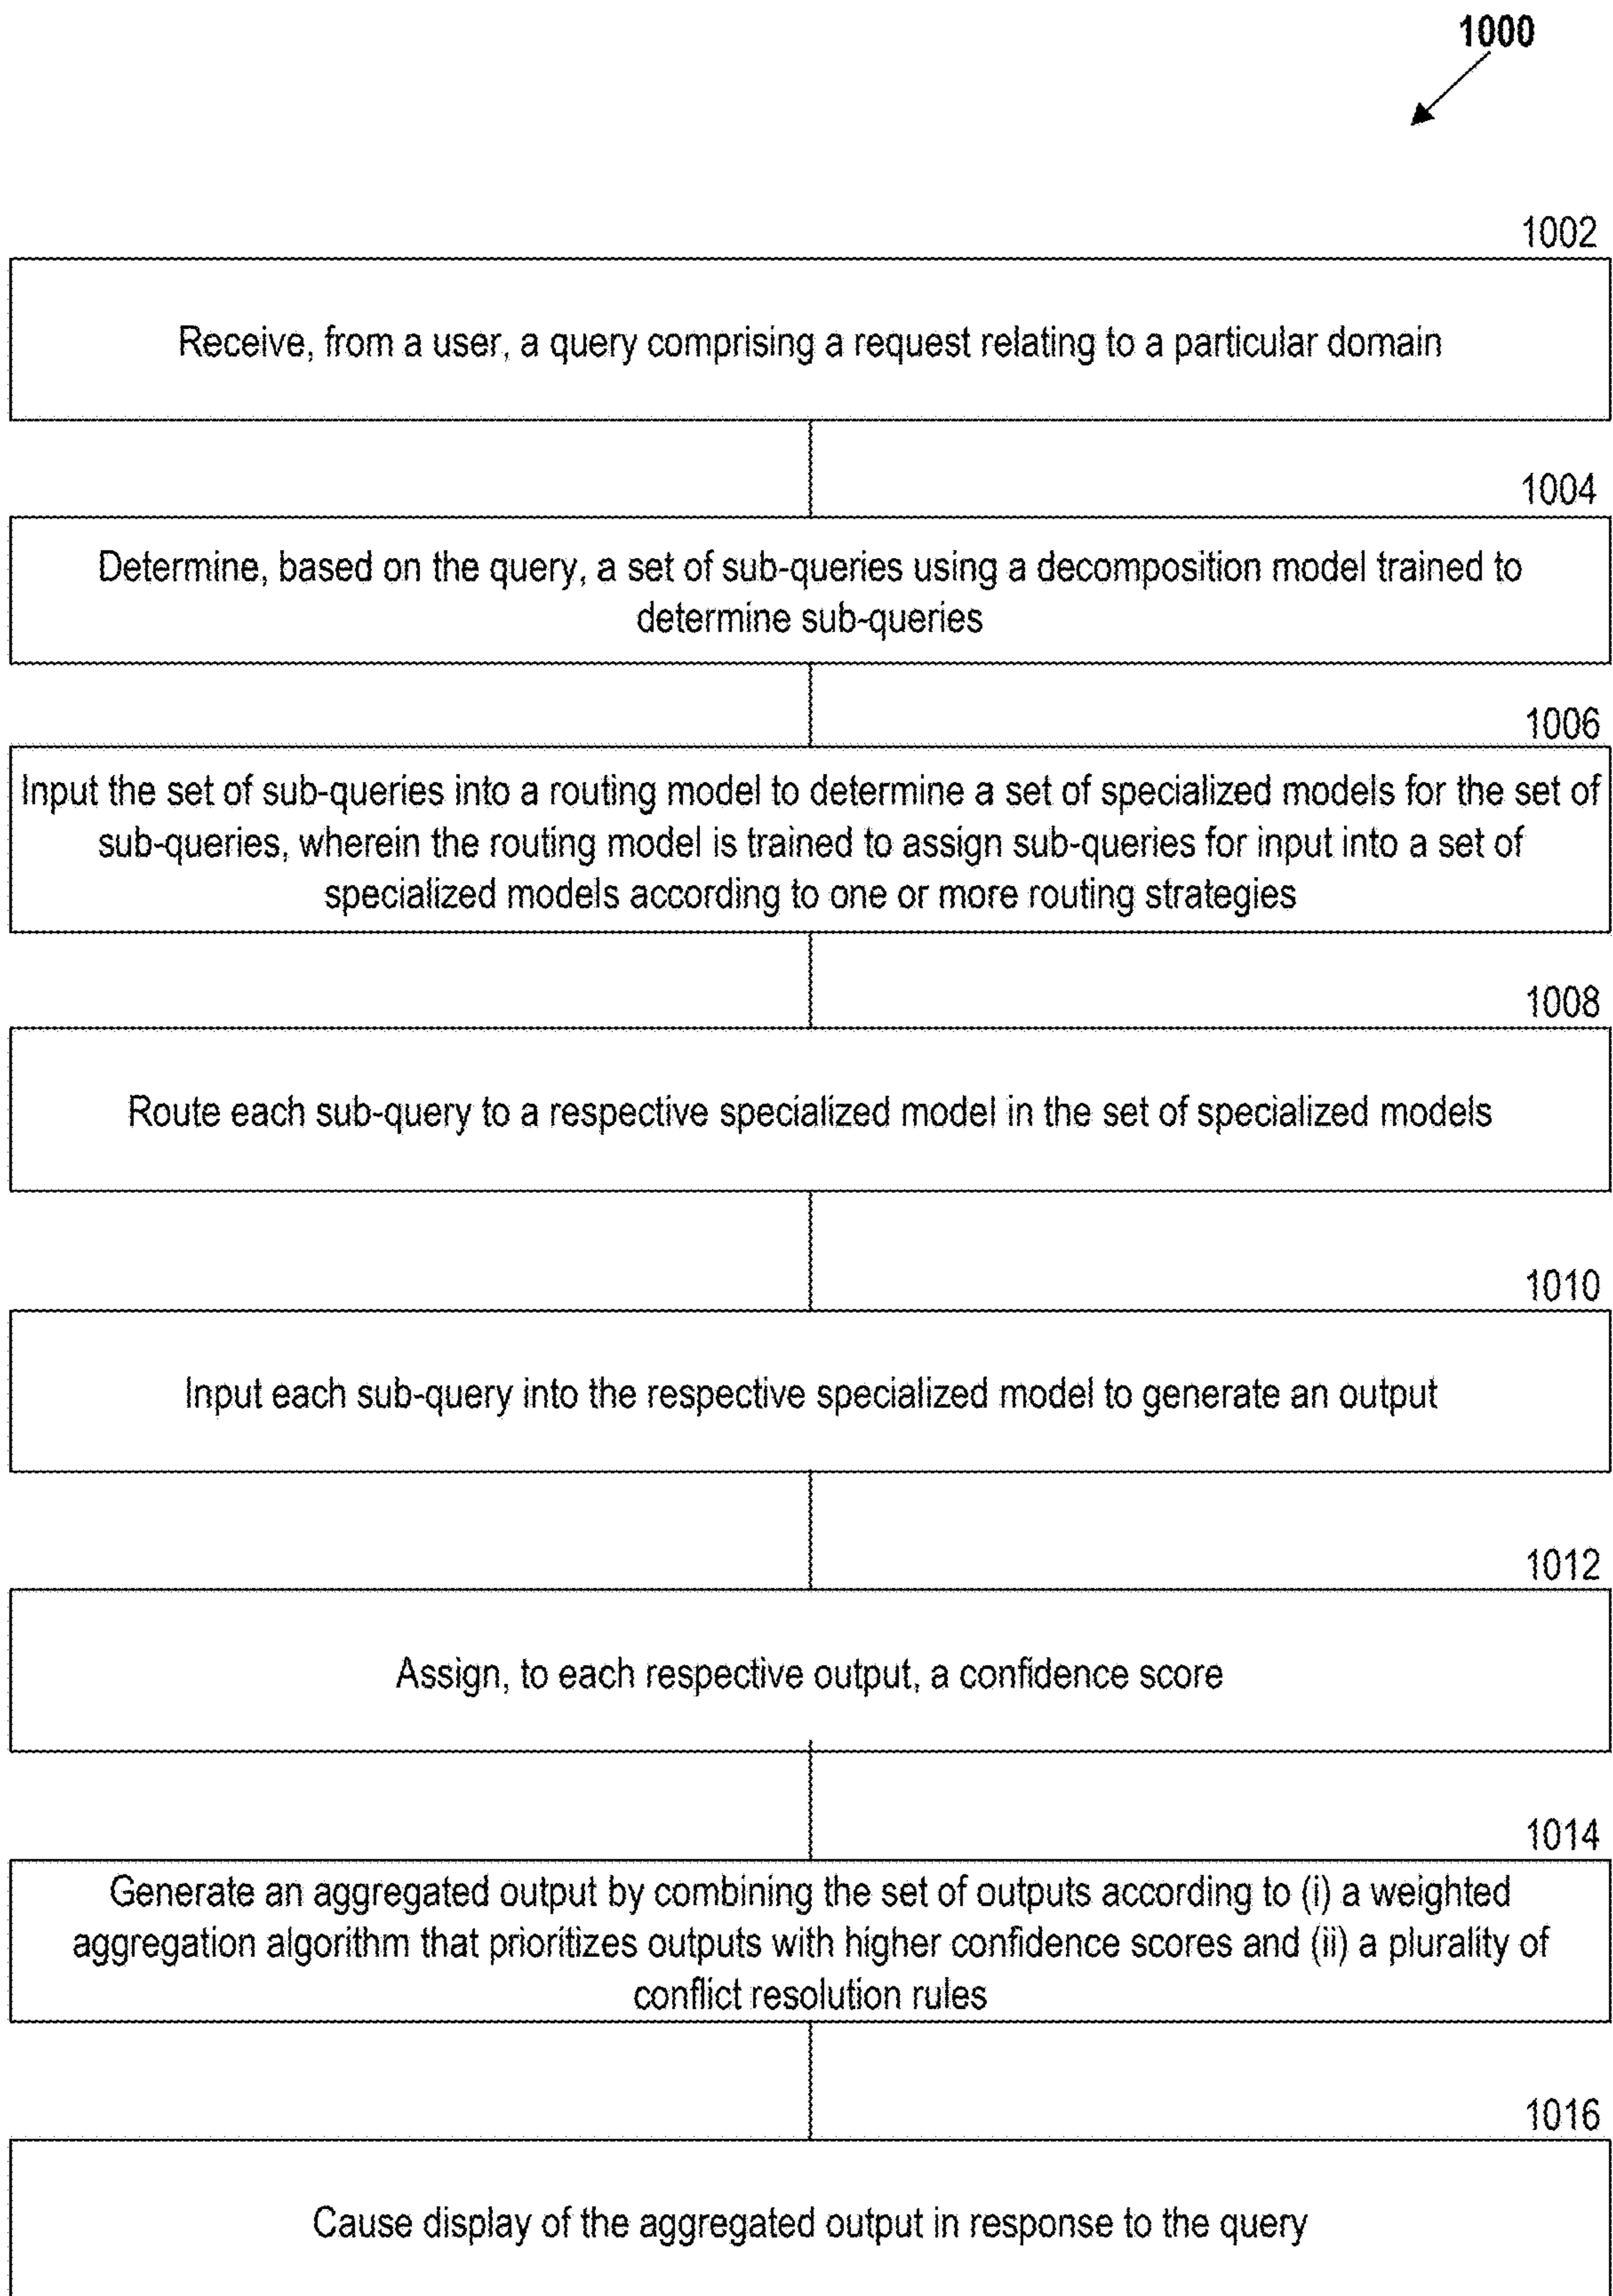 1000
1002
Receive, from a user, a query comprising a request relating to a particular domain
1004
Determine, based on the query, a set of sub-queries using a decomposition model trained to
determine sub-queries
1006
Input the set of sub-queries into a routing model to determine a set of specialized models for the set of
sub-queries, wherein the routing model is trained to assign sub-queries for input into a set of
specialized models according to one or more routing strategies
1008
Route each sub-query to a respective specialized model in the set of specialized models
1010
Input each sub-query into the respective specialized model to generate an output
1012
Assign, to each respective output, a confidence score
1014
Generate an aggregated output by combining the set of outputs according to (i) a weighted
aggregation algorithm that prioritizes outputs with higher confidence scores and (ii) a plurality of
conflict resolution rules
1016
Cause display of the aggregated output in response to the query